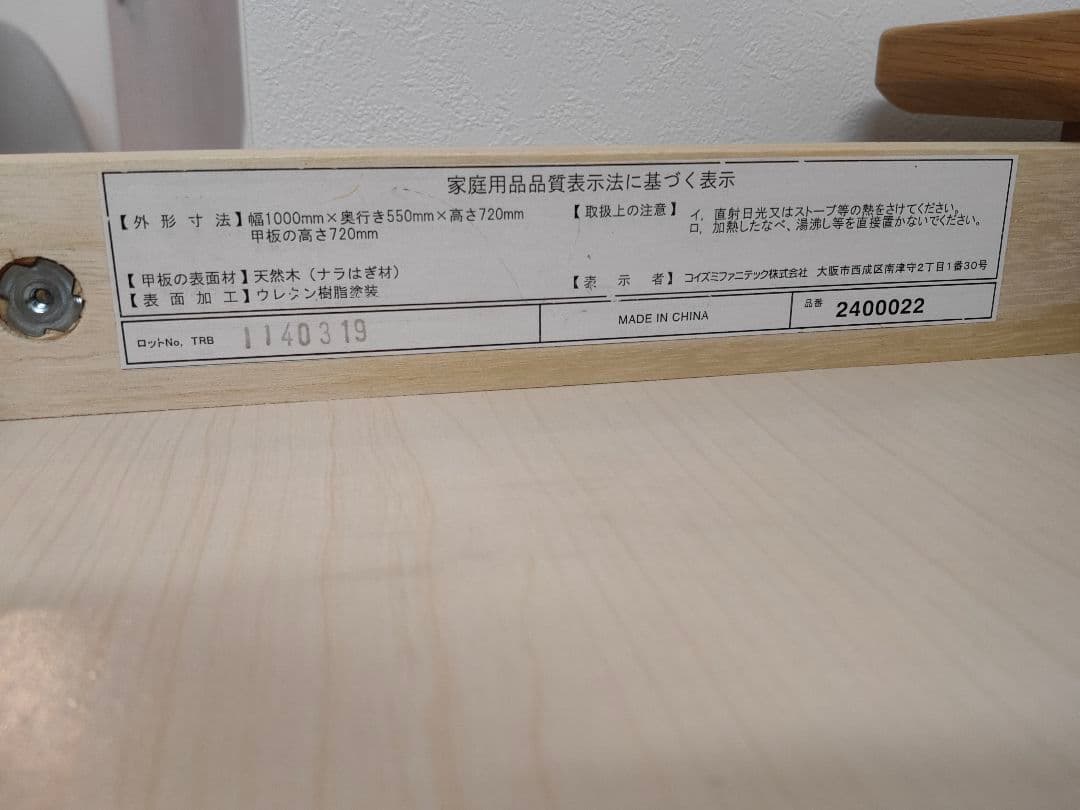 家庭用品品質表示法に基づく表示
【外形寸法】幅1000mm×奥行き550mm×高さ720mm
甲板の高さ720mm
【甲板の表面材】天然木（ナラはぎ材）
【表面加工】ウレタン樹脂塗装
【取扱上の注意】イ，直射日光又はストーブ等の熱をさけてください。
ロ，加熱したなべ、湯沸し等を直接置かないでください。
【表示者】コイズミファニテック株式会社 大阪市西成区南津守2丁目1番30号
ロットNo, TRB 1140319
MADE IN CHINA
品番 2400022